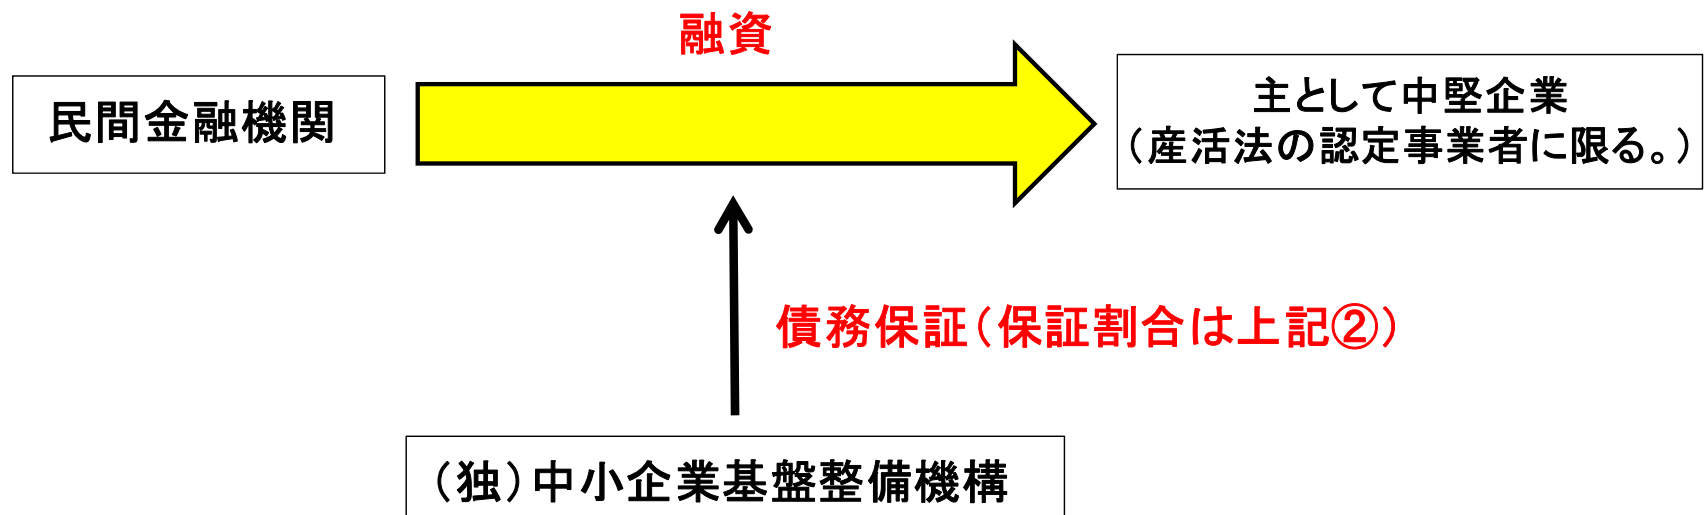 融資
民間金融機関
主として中堅企業
（産活法の認定事業者に限る。）
債務保証（保証割合は上記②）
（独）中小企業基盤整備機構